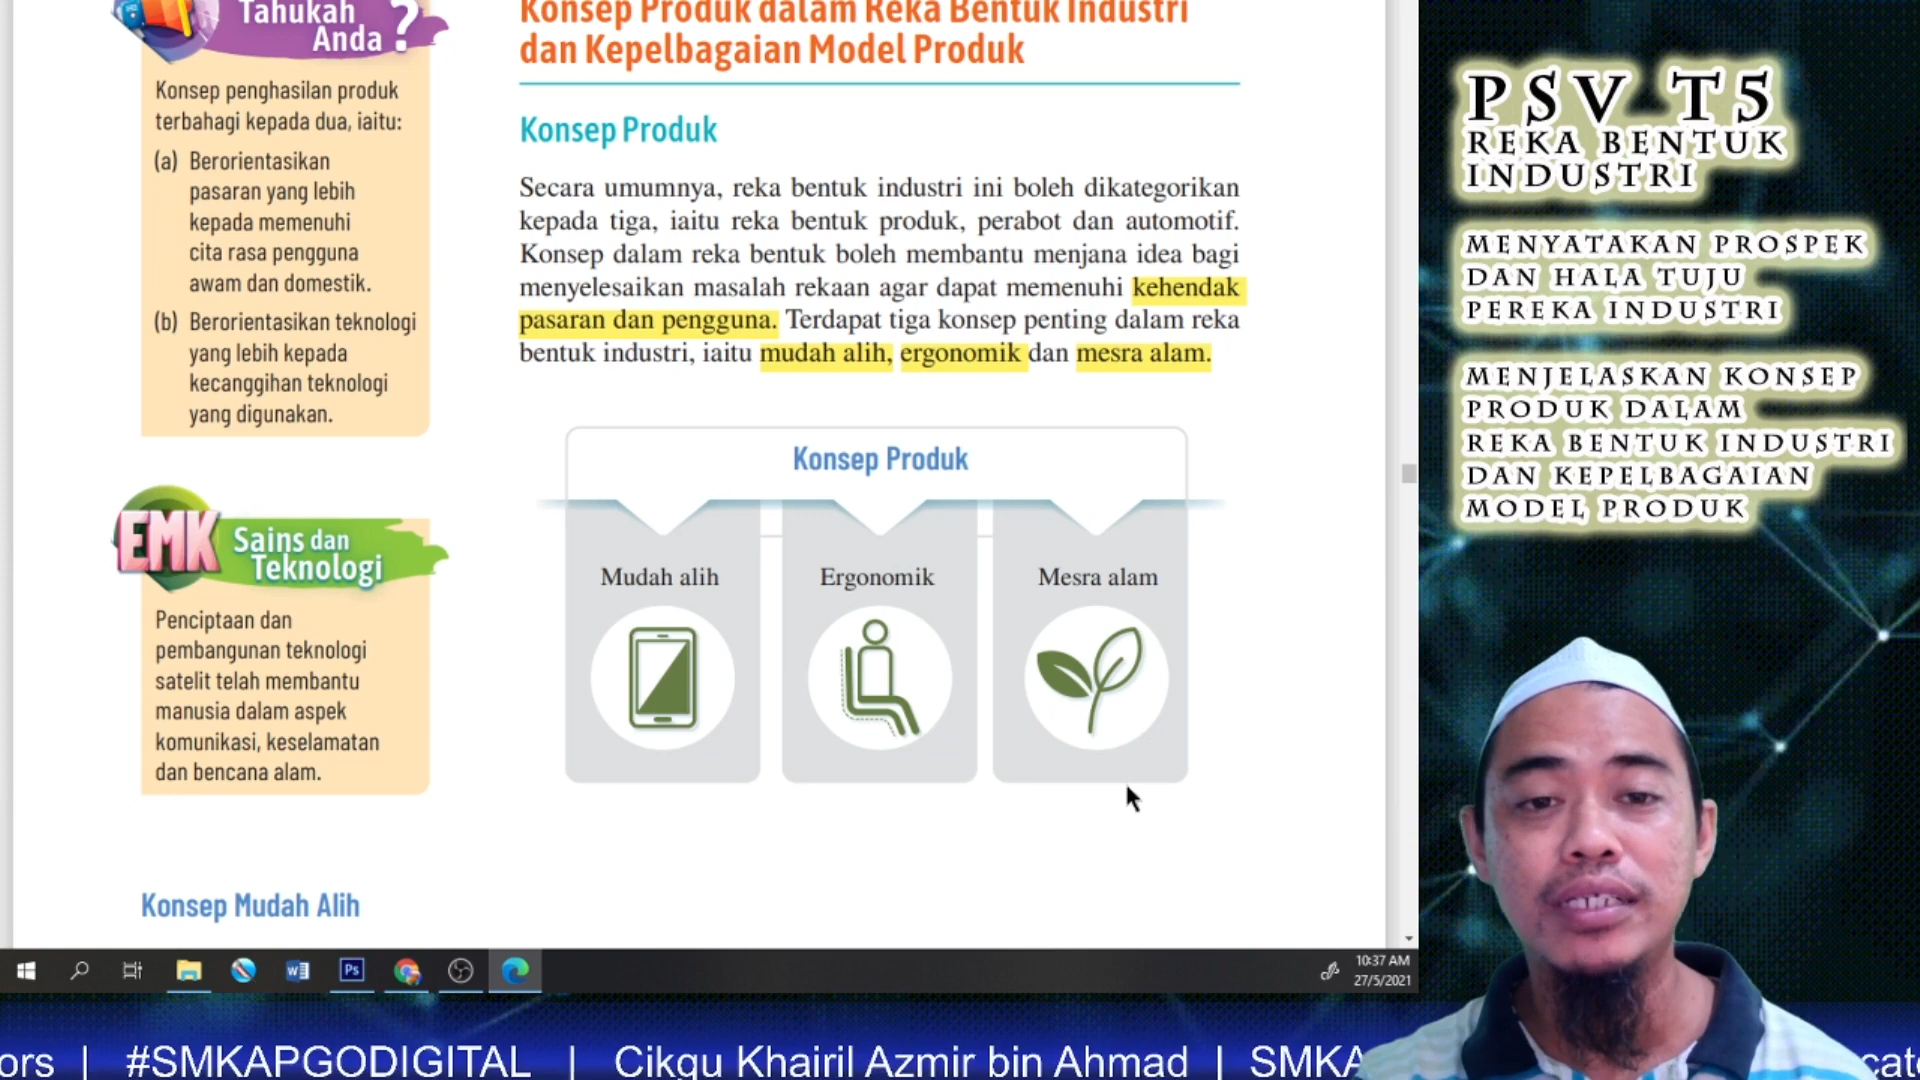 Tahukah
Anda ?
Konsep penghasilan produk
terbahagi kepada dua, iaitu:
(a) Berorientasikan
pasaran yang lebih
kepada memenuhi
cita rasa pengguna
awam dan domestik.
(b) Berorientasikan teknologi
yang lebih kepada
kecanggihan teknologi
yang digunakan.
EMK Sains dan
Teknologi
Penciptaan dan
pembangunan teknologi
satelit telah membantu
manusia dalam aspek
komunikasi, keselamatan
dan bencana alam.
Konsep Produk dalam Reka Bentuk Industri
dan Kepelbagaian Model Produk
Konsep Produk
Secara umumnya, reka bentuk industri ini boleh dikategorikan
kepada tiga, iaitu reka bentuk produk, perabot dan automotif.
Konsep dalam reka bentuk boleh membantu menjana idea bagi
menyelesaikan masalah rekaan agar dapat memenuhi kehendak
pasaran dan pengguna. Terdapat tiga konsep penting dalam reka
bentuk industri, iaitu mudah alih, ergonomik dan mesra alam.
Konsep Produk
Mudah alih
Ergonomik
Mesra alam
Konsep Mudah Alih
PSV T5
REKA BENTUK
INDUSTRI
MENYATAKAN PROSPEK
DAN HALA TUJU
PEREKA INDUSTRI
MENJELASKAN KONSEP
PRODUK DALAM
REKA BENTUK INDUSTRI
DAN KEPELBAGAIAN
MODEL PRODUK
Ps
10:37 AM
27/5/2021
ors | #SMKAPGODIGITAL | Cikgu Khairil Azmir bin Ahmad | SMKA